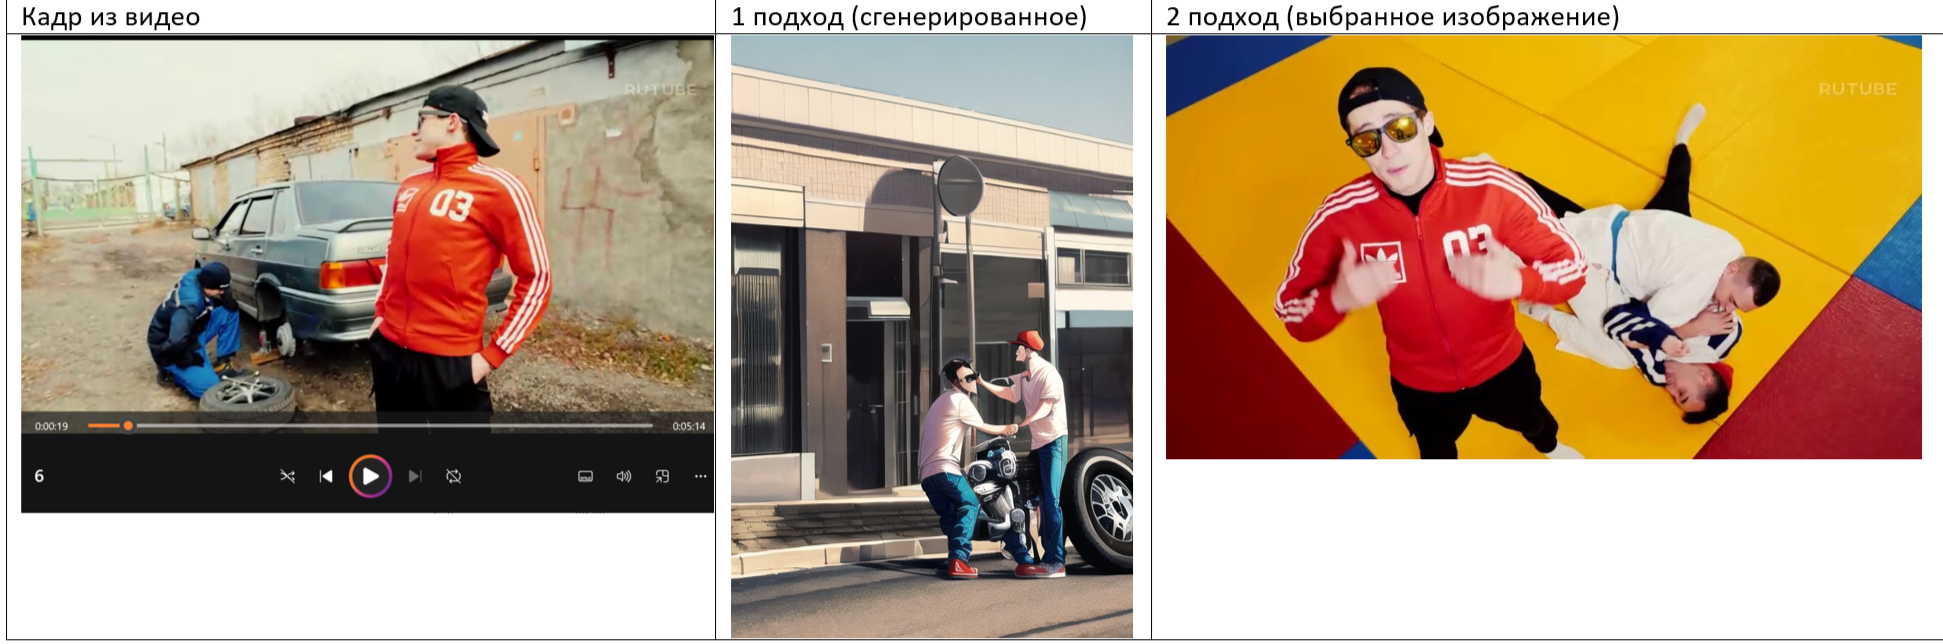 Кадр из видео
1 подход (сгенерированное)
2 подход (выбранное изображение)
RUTUBE
03
0:00:19
0:05:14
6
RUTUBE
03